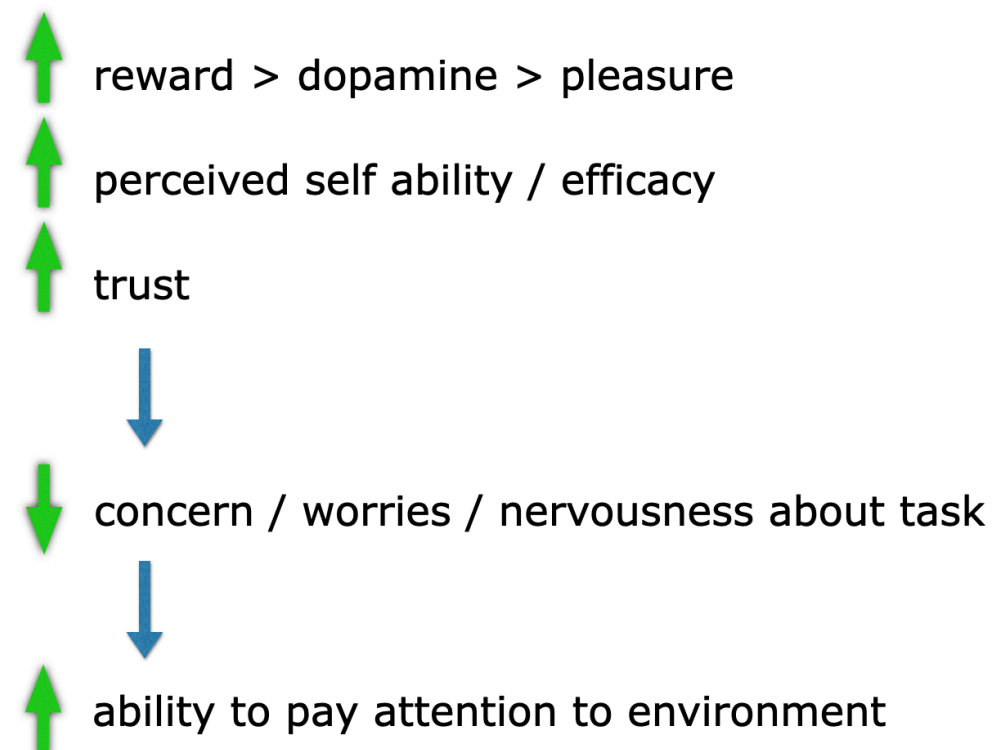 reward > dopamine > pleasure
perceived self ability / efficacy
trust
concern / worries / nervousness about task
ability to pay attention to environment